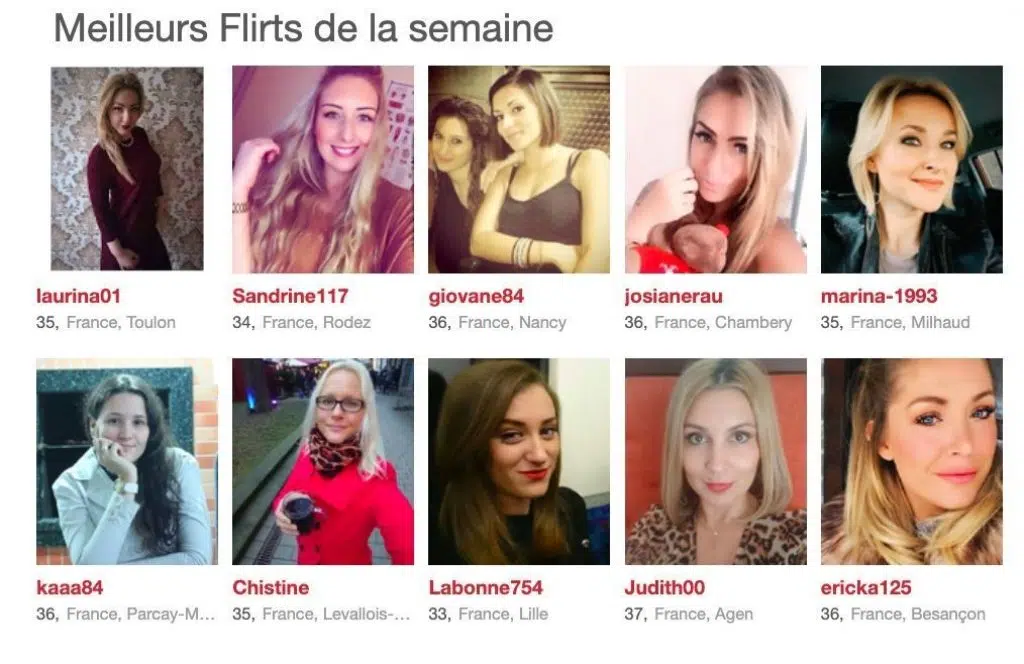 Meilleurs Flirts de la semaine
laurina01
35, France, Toulon
Sandrine117
34, France, Rodez
giovane84
36, France, Nancy
josianerau
36, France, Chambery
marina-1993
35, France, Milhaud
kaaa84
36, France, Parcay-M...
Chistine
35, France, Levallois-...
Labonne754
33, France, Lille
Judith00
37, France, Agen
ericka125
36, France, Besançon